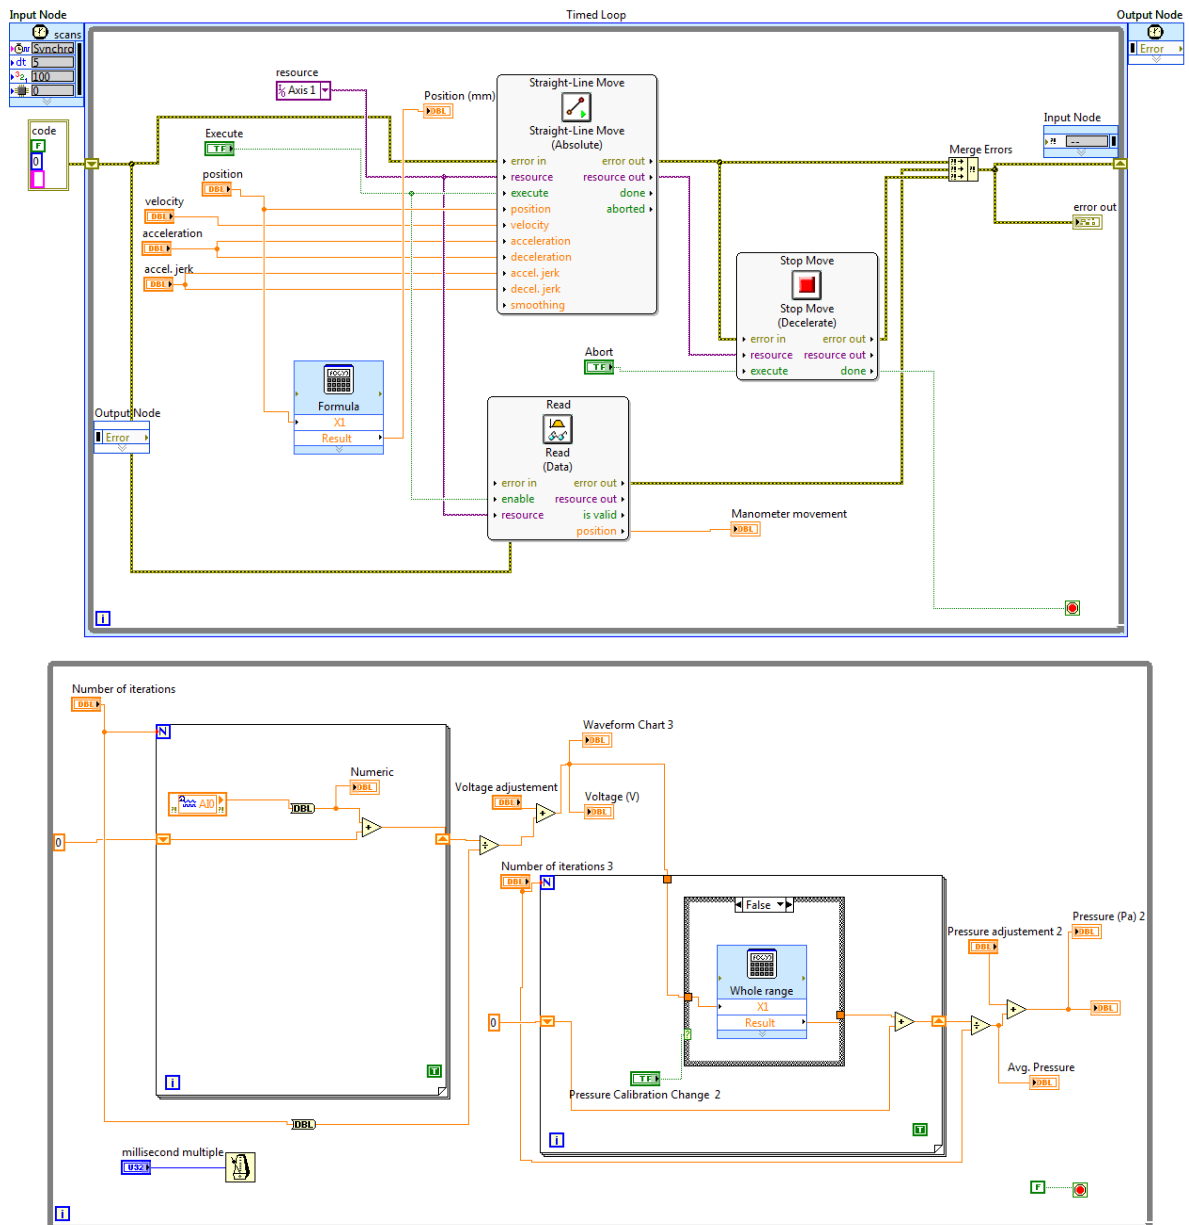 Input Node
Timed Loop
Output Node
scans
Synchro
dt 5
100
0
Error
code
F
0
resource
Axis 1
Position (mm)
DBL
Execute
TF
position
DBL
velocity
DBL
acceleration
DBL
accel. jerk
DBL
Straight-Line Move
Straight-Line Move
(Absolute)
error in error out
resource resource out
execute done
position aborted
velocity
acceleration
deceleration
accel. jerk
decel. jerk
smoothing
Input Node
?! --
Merge Errors
error out
Stop Move
Stop Move
(Decelerate)
error in error out
resource resource out
execute done
Abort
TF
Formula
X1
Result
Output Node
Error
Read
Read
(Data)
error in error out
enable resource out
resource is valid
position
Manometer movement
DBL
i
Number of iterations
DBL
N
Numeric
DBL
AI0
DBL
0
T
i
DBL
millisecond multiple
U32
Waveform Chart 3
DBL
Voltage adjustement
DBL
Voltage (V)
DBL
Number of iterations 3
DBL
N
False
Whole range
X1
Result
0
TF
Pressure Calibration Change 2
T
i
Pressure adjustement 2
DBL
Pressure (Pa) 2
DBL
DBL
Avg. Pressure
DBL
F
i